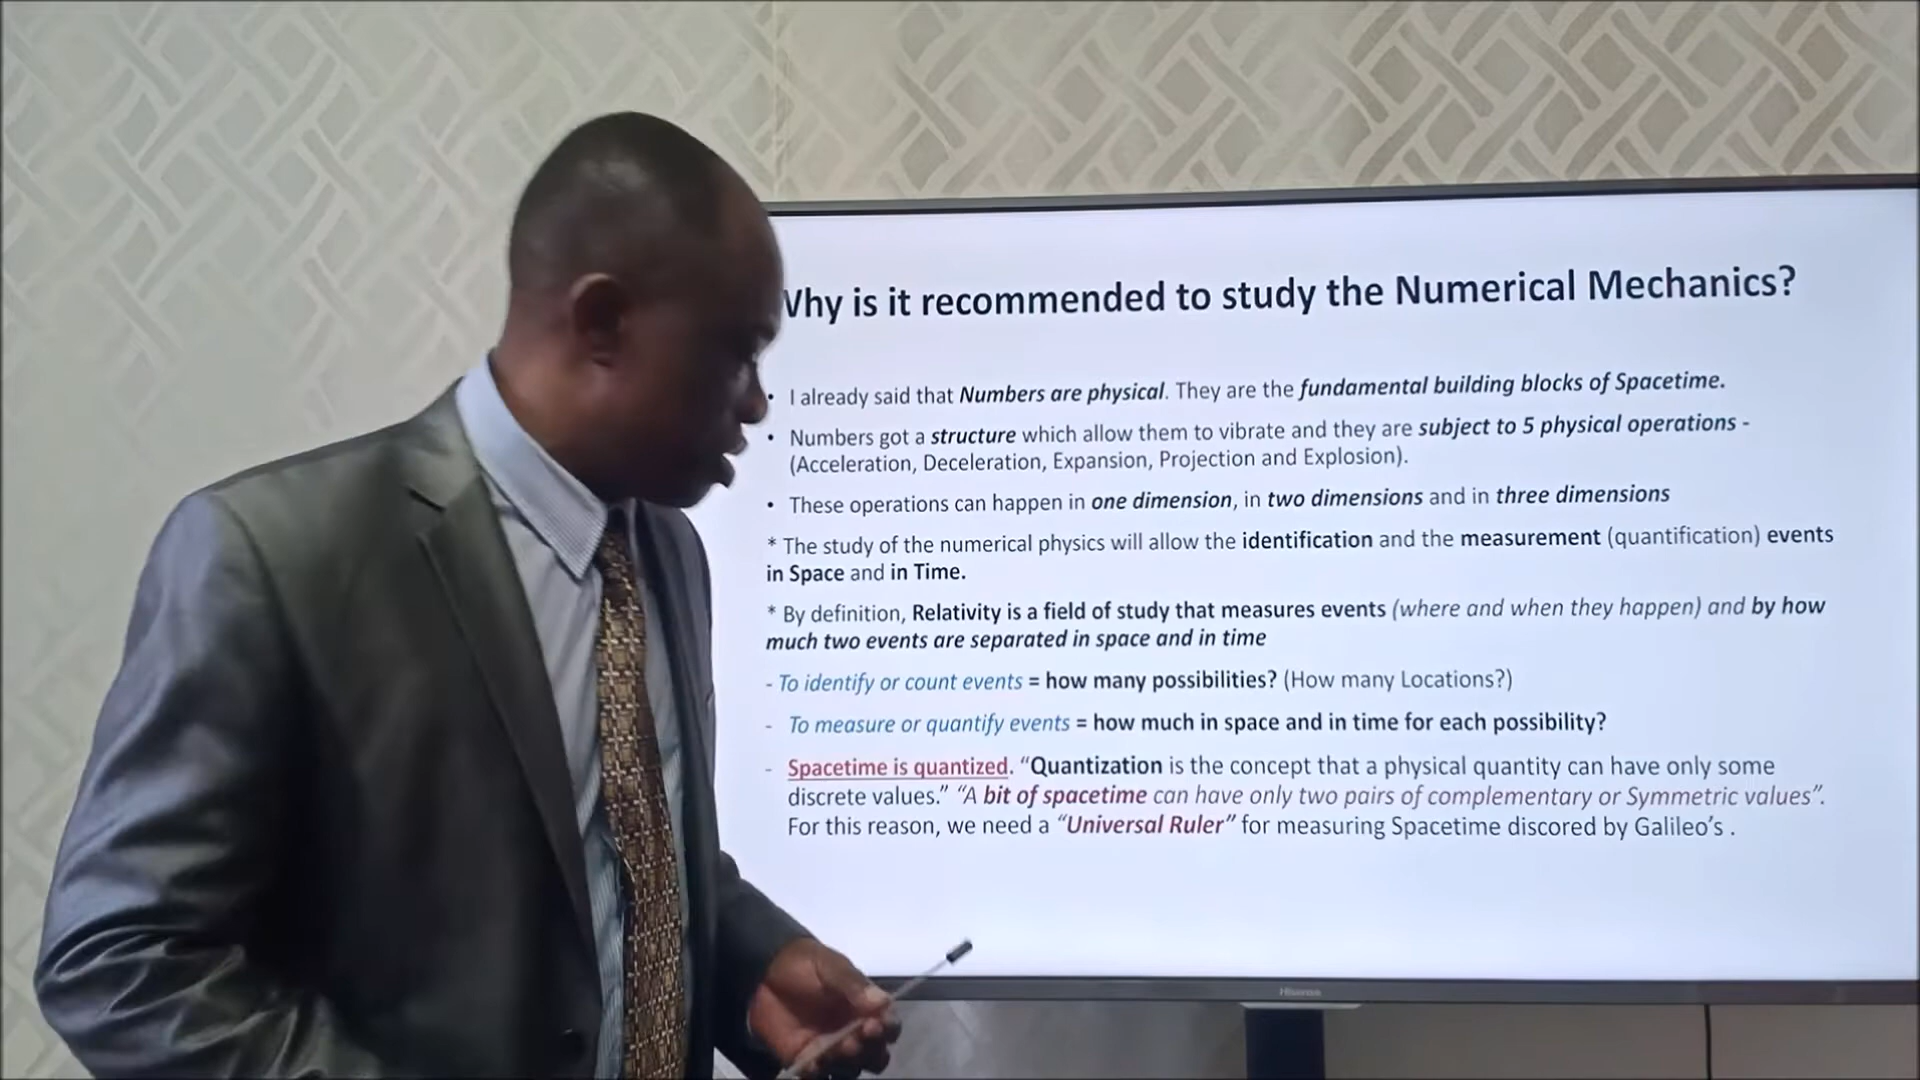 Why is it recommended to study the Numerical Mechanics?
• I already said that Numbers are physical. They are the fundamental building blocks of Spacetime.
• Numbers got a structure which allow them to vibrate and they are subject to 5 physical operations -
(Acceleration, Deceleration, Expansion, Projection and Explosion).
• These operations can happen in one dimension, in two dimensions and in three dimensions
* The study of the numerical physics will allow the identification and the measurement (quantification) events
in Space and in Time.
* By definition, Relativity is a field of study that measures events (where and when they happen) and by how
much two events are separated in space and in time
- To identify or count events = how many possibilities? (How many Locations?)
- To measure or quantify events = how much in space and in time for each possibility?
- Spacetime is quantized. “Quantization is the concept that a physical quantity can have only some
discrete values.” “A bit of spacetime can have only two pairs of complementary or Symmetric values”.
For this reason, we need a “Universal Ruler” for measuring Spacetime discored by Galileo’s .
Hisense